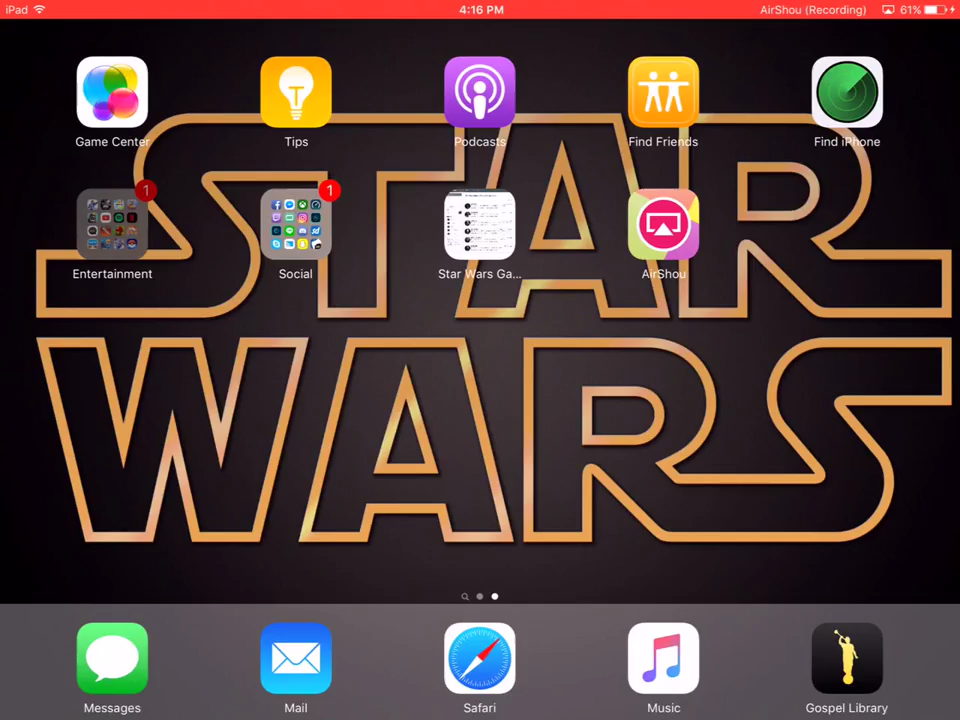 iPad 4:16 PM AirShou (Recording) 61%
Game Center Tips Podcasts Find Friends Find iPhone
1 1
Entertainment Social Star Wars Ga... AirShou
STAR
WARS
Messages Mail Safari Music Gospel Library